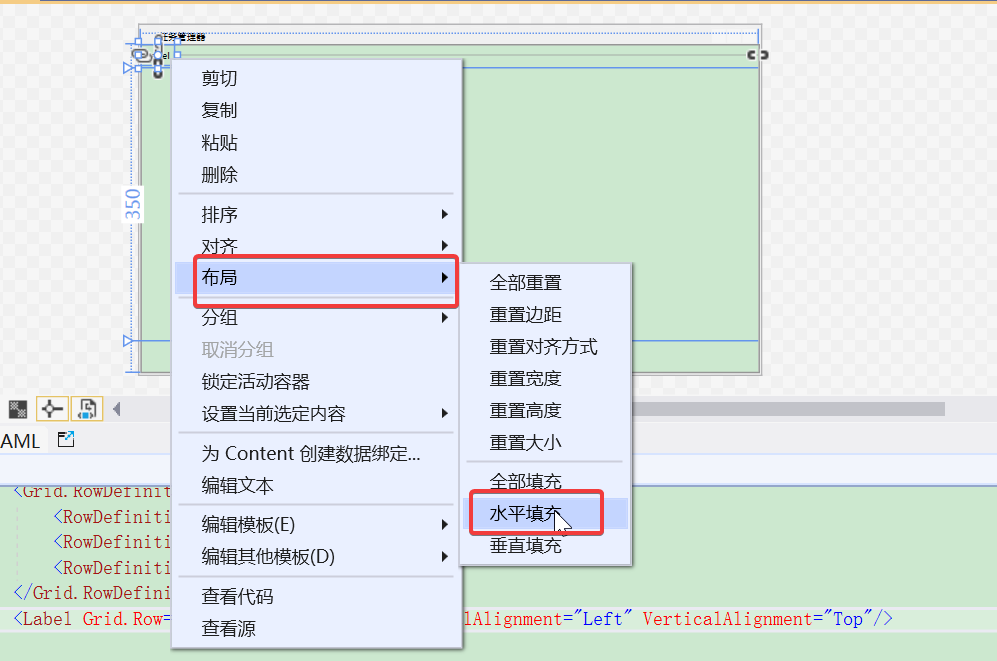 任务管理器
350
剪切
复制
粘贴
删除
排序
对齐
布局
分组
取消分组
锁定活动容器
设置当前选定内容
为 Content 创建数据绑定...
编辑文本
编辑模板(E)
编辑其他模板(D)
查看代码
查看源
全部重置
重置边距
重置对齐方式
重置宽度
重置高度
重置大小
全部填充
水平填充
垂直填充
AML
<Grid.RowDefinit
<RowDefiniti
<RowDefiniti
<RowDefiniti
</Grid.RowDefini
<Label Grid.Row= lAlignment="Left" VerticalAlignment="Top"/>